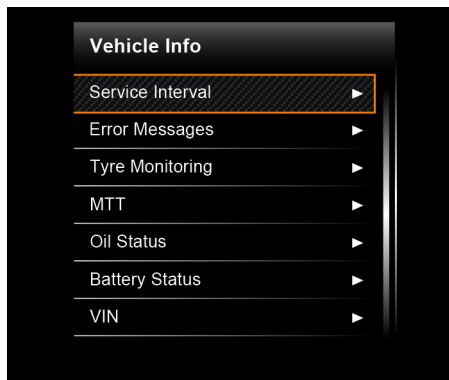 Vehicle Info
Service Interval
Error Messages
Tyre Monitoring
MTT
Oil Status
Battery Status
VIN